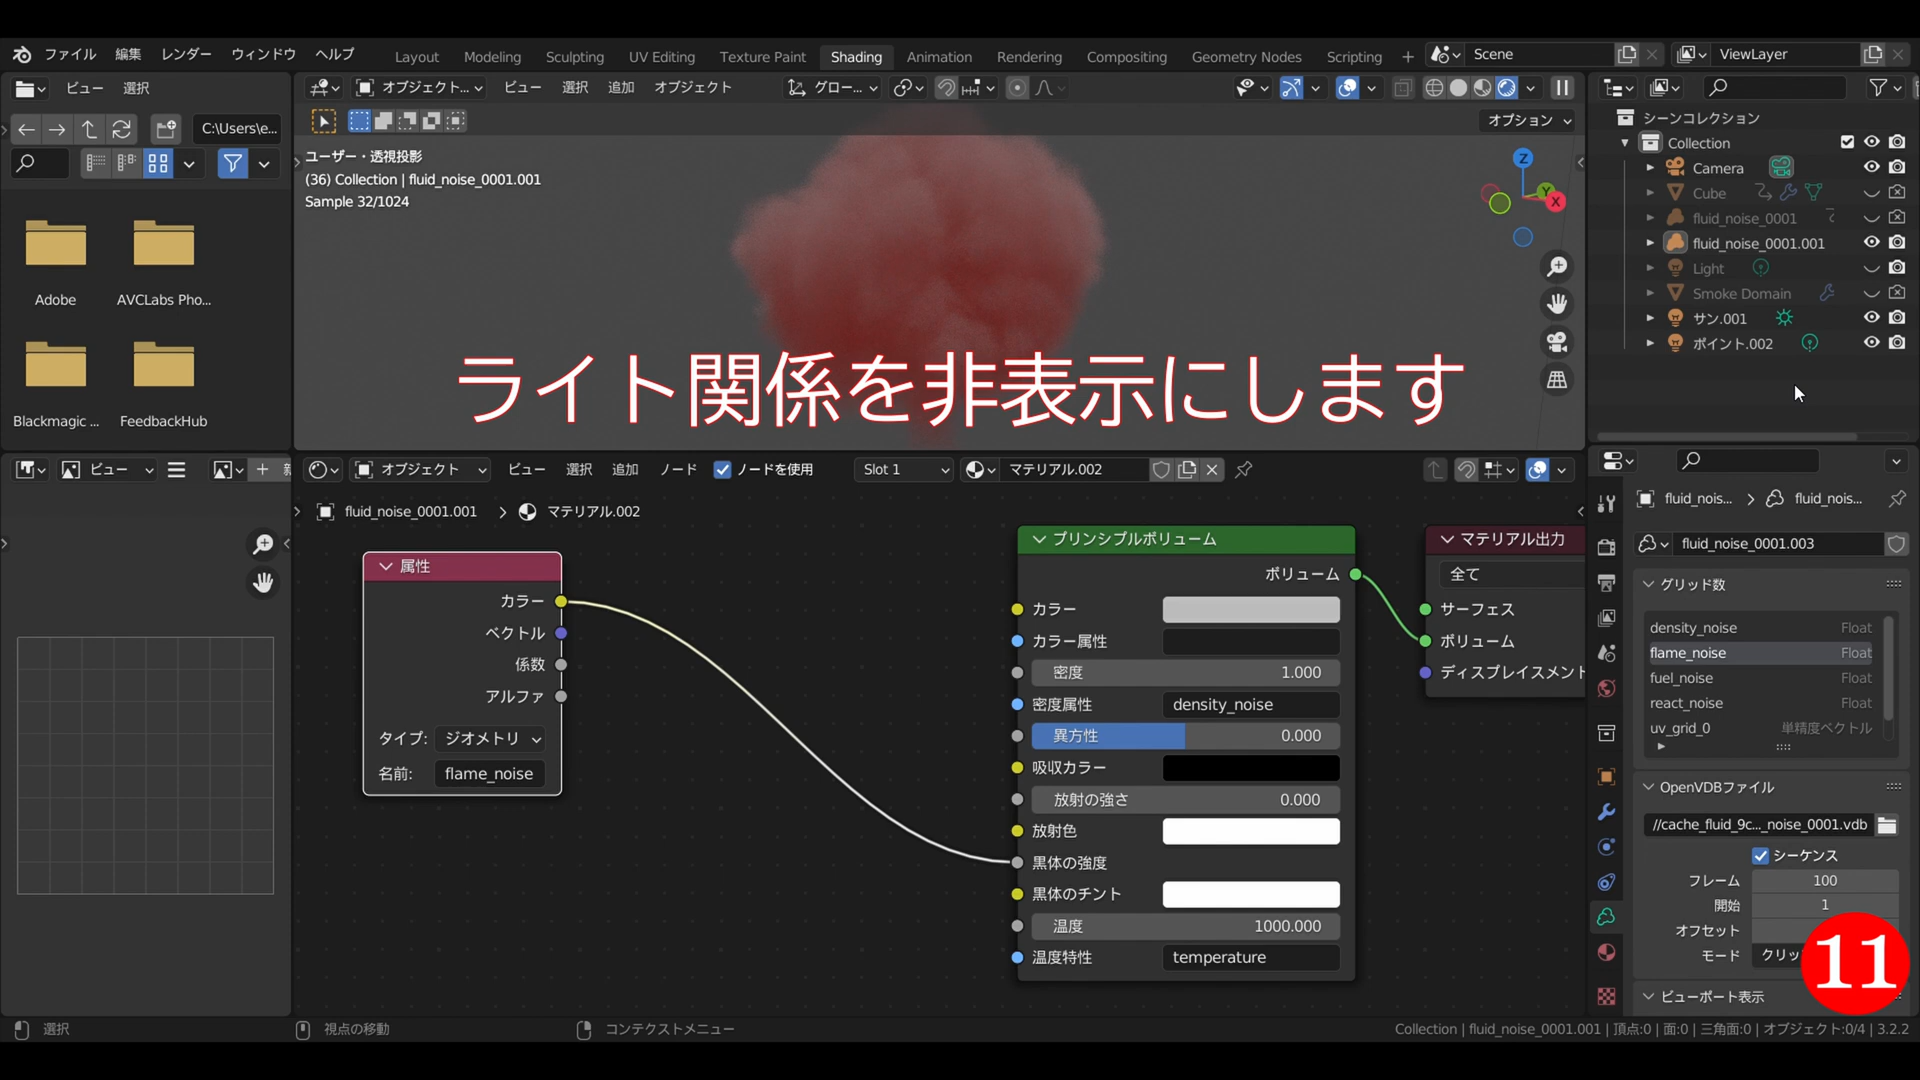 ファイル 編集 レンダー ウィンドウ ヘルプ Layout Modeling Sculpting UV Editing Texture Paint Shading Animation Rendering Compositing Geometry Nodes Scripting + Scene ViewLayer
ビュー 選択
オブジェクト... ビュー 選択 追加 オブジェクト グロー...
C:\Users\e...
オプション
ユーザー・透視投影
(36) Collection | fluid_noise_0001.001
Sample 32/1024
Z
Y
X
Adobe
AVCLabs Pho...
Blackmagic ...
FeedbackHub
シーンコレクション
Collection
Camera
Cube
fluid_noise_0001
fluid_noise_0001.001
Light
Smoke Domain
サン.001
ポイント.002
ライト関係を非表示にします
ビュー
オブジェクト ビュー 選択 追加 ノード ノードを使用 Slot 1 マテリアル.002
fluid_noise_0001.001 > マテリアル.002
属性
カラー
ベクトル
係数
アルファ
タイプ: ジオメトリ
名前: flame_noise
プリンシプルボリューム
ボリューム
カラー
カラー属性
密度 1.000
密度属性 density_noise
異方性 0.000
吸収カラー
放射の強さ 0.000
放射色
黒体の強度
黒体のチント
温度 1000.000
温度特性 temperature
マテリアル出力
全て
サーフェス
ボリューム
ディスプレイスメント
fluid_nois... > fluid_nois...
fluid_noise_0001.003
グリッド数
density_noise Float
flame_noise Float
fuel_noise Float
react_noise Float
uv_grid_0 単精度ベクトル
OpenVDBファイル
//cache_fluid_9c..._noise_0001.vdb
シーケンス
フレーム 100
開始 1
オフセット
モード クリッ
ビューポート表示
11
選択 視点の移動 コンテクストメニュー
Collection | fluid_noise_0001.001 | 頂点:0 | 面:0 | 三角面:0 | オブジェクト:0/4 | 3.2.2